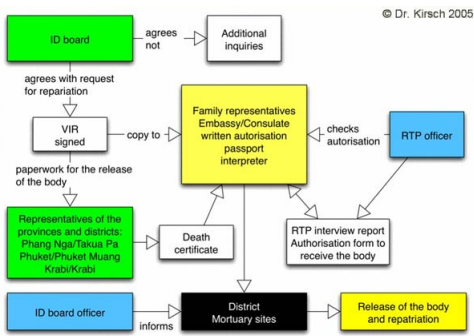 © Dr. Kirsch 2005
ID board
agrees
not
Additional
inquiries
agrees with request
for repariation
VIR
signed
copy to
Family representatives
Embassy/Consulate
written autorisation
passport
interpreter
checks
autorisation
RTP officer
paperwork for the release
of the body
Representatives of the
provinces and districts:
Phang Nga/Takua Pa
Phuket/Phuket Muang
Krabi/Krabi
Death
certificate
RTP interview report
Authorisation form to
receive the body
ID board officer
informs
District
Mortuary sites
Release of the body
and repatriation